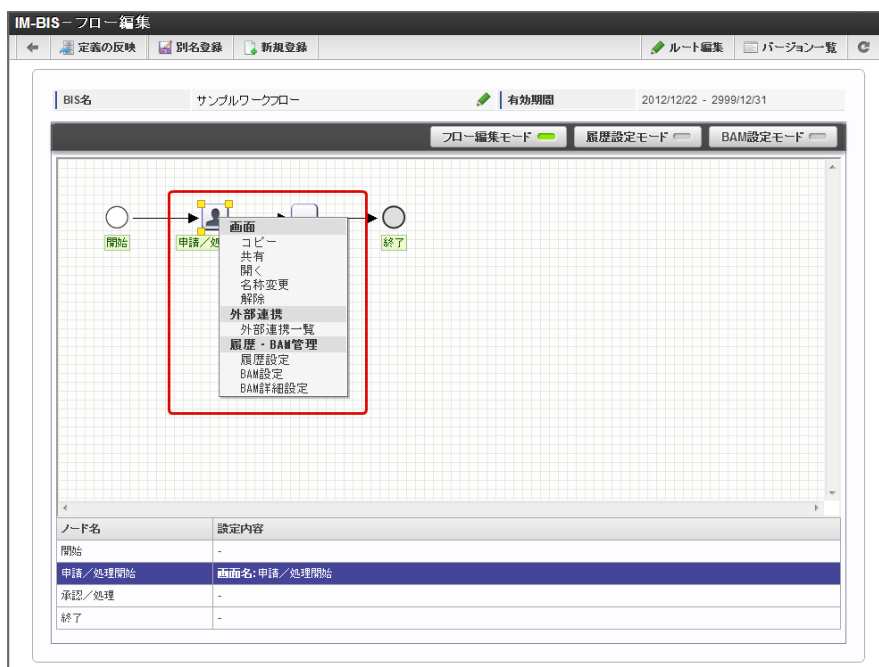 IM-BIS－フロー編集
定義の反映 別名登録 新規登録 ルート編集 バージョン一覧
BIS名 サンプルワークフロー 有効期間 2012/12/22 - 2999/12/31
フロー編集モード 履歴設定モード BAM設定モード
開始 申請／処 終了
画面
コピー
共有
開く
名称変更
解除
外部連携
外部連携一覧
履歴・BAM管理
履歴設定
BAM設定
BAM詳細設定
ノード名 設定内容
開始 -
申請／処理開始 画面名:申請／処理開始
承認／処理 -
終了 -